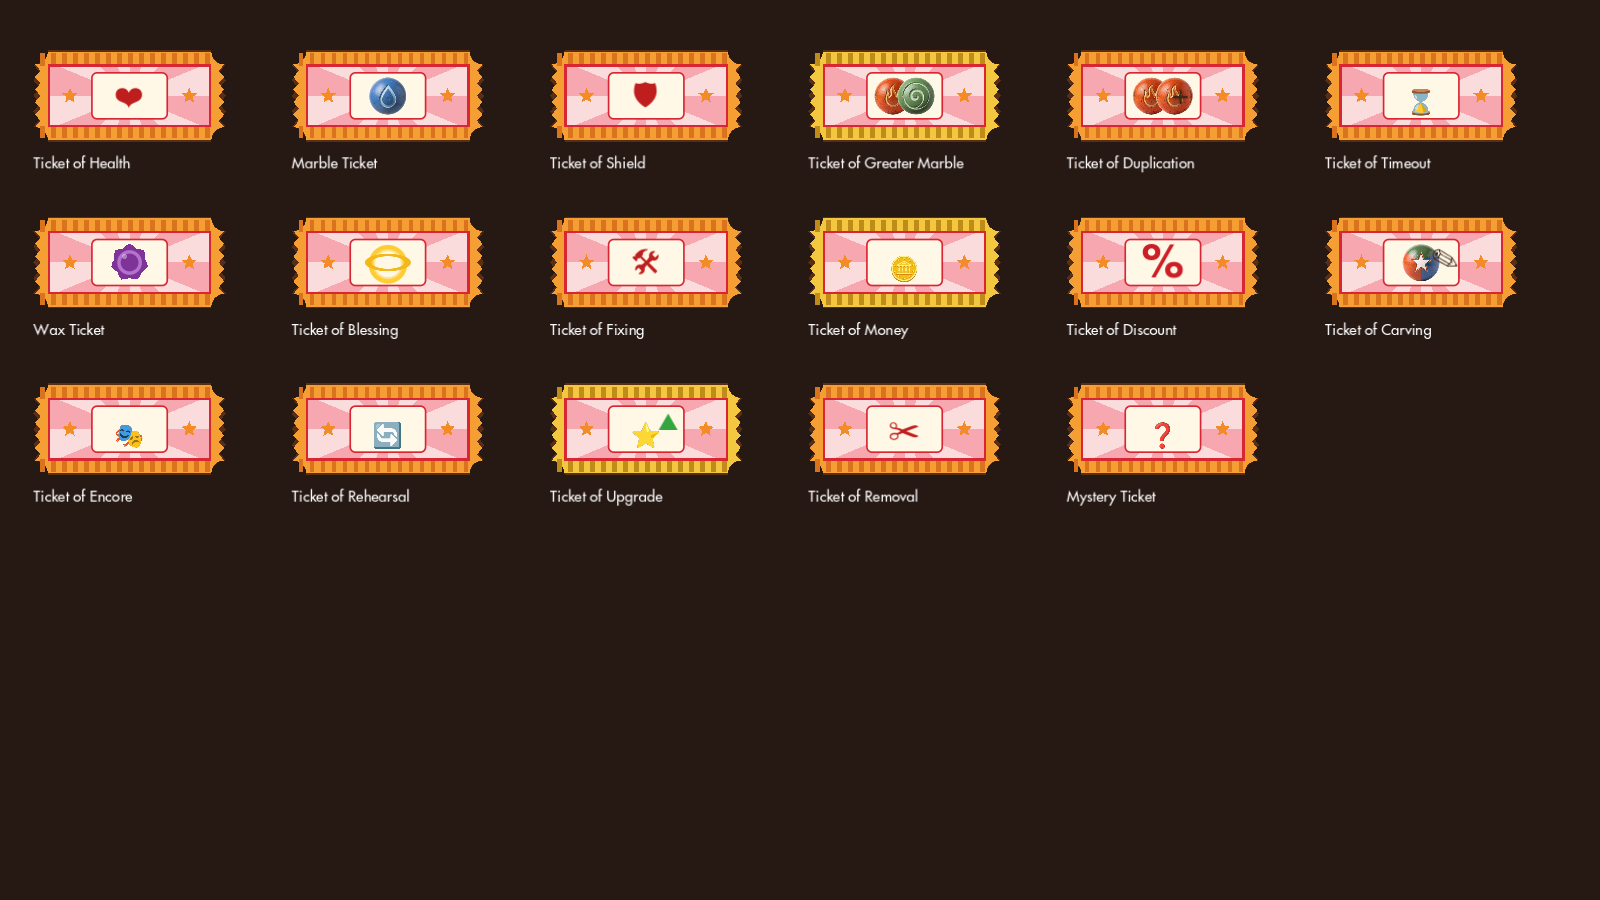 Ticket of Health
Marble Ticket
Ticket of Shield
Ticket of Greater Marble
Ticket of Duplication
Ticket of Timeout
%
Wax Ticket
Ticket of Blessing
Ticket of Fixing
Ticket of Money
Ticket of Discount
Ticket of Carving
?
Ticket of Encore
Ticket of Rehearsal
Ticket of Upgrade
Ticket of Removal
Mystery Ticket